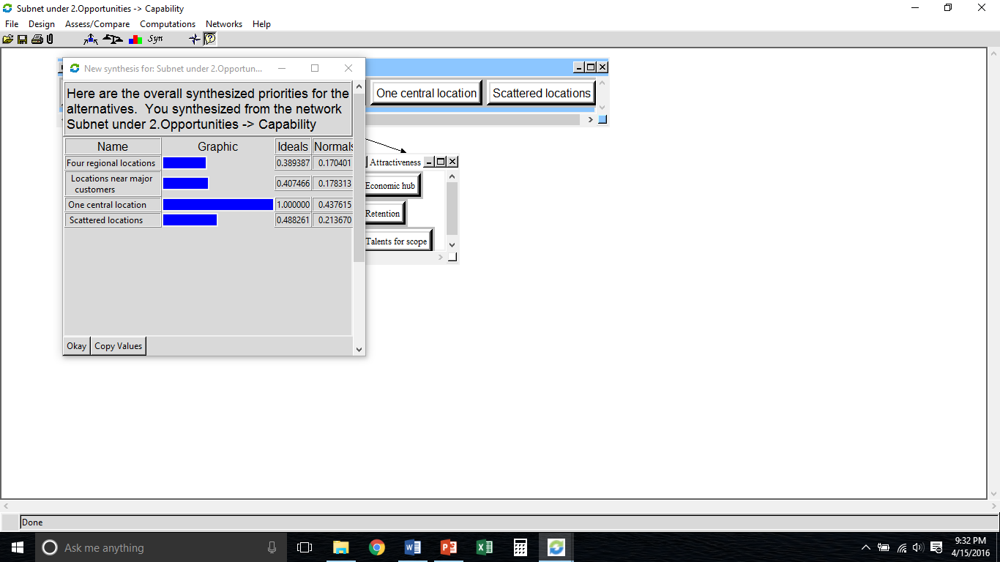 Subnet under 2.Opportunities -> Capability
File Design Assess/Compare Computations Networks Help
Syn
New synthesis for: Subnet under 2.Opportun...
Here are the overall synthesized priorities for the
alternatives. You synthesized from the network
Subnet under 2.Opportunities -> Capability
Name Graphic Ideals Normals
Four regional locations 0.389387 0.170401
Locations near major
customers 0.407466 0.178313
One central location 1.000000 0.437615
Scattered locations 0.488261 0.213670
Okay Copy Values
One central location Scattered locations
Attractiveness
Economic hub
Retention
Talents for scope
Done
Ask me anything
9:32 PM
4/15/2016